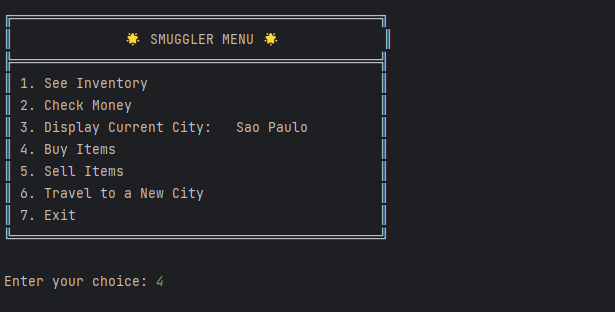 🌟 SMUGGLER MENU 🌟
1. See Inventory
2. Check Money
3. Display Current City:   Sao Paulo
4. Buy Items
5. Sell Items
6. Travel to a New City
7. Exit
Enter your choice: 4